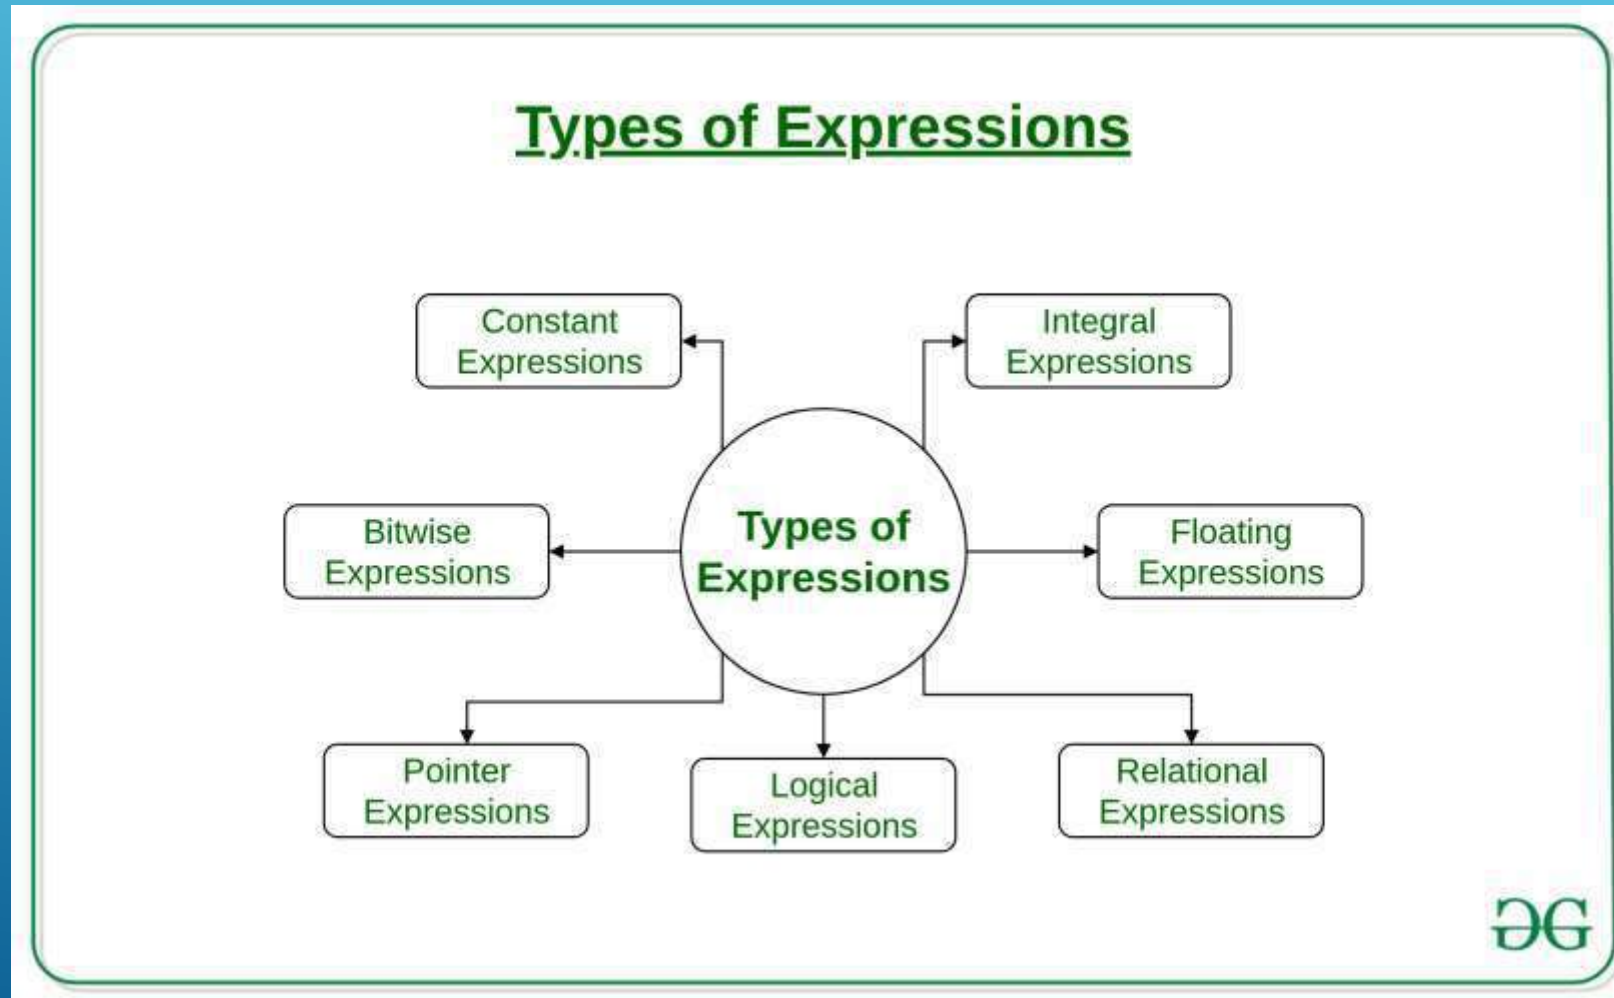 Types of Expressions
Constant
Expressions
Integral
Expressions
Bitwise
Expressions
Types of
Expressions
Floating
Expressions
Pointer
Expressions
Logical
Expressions
Relational
Expressions